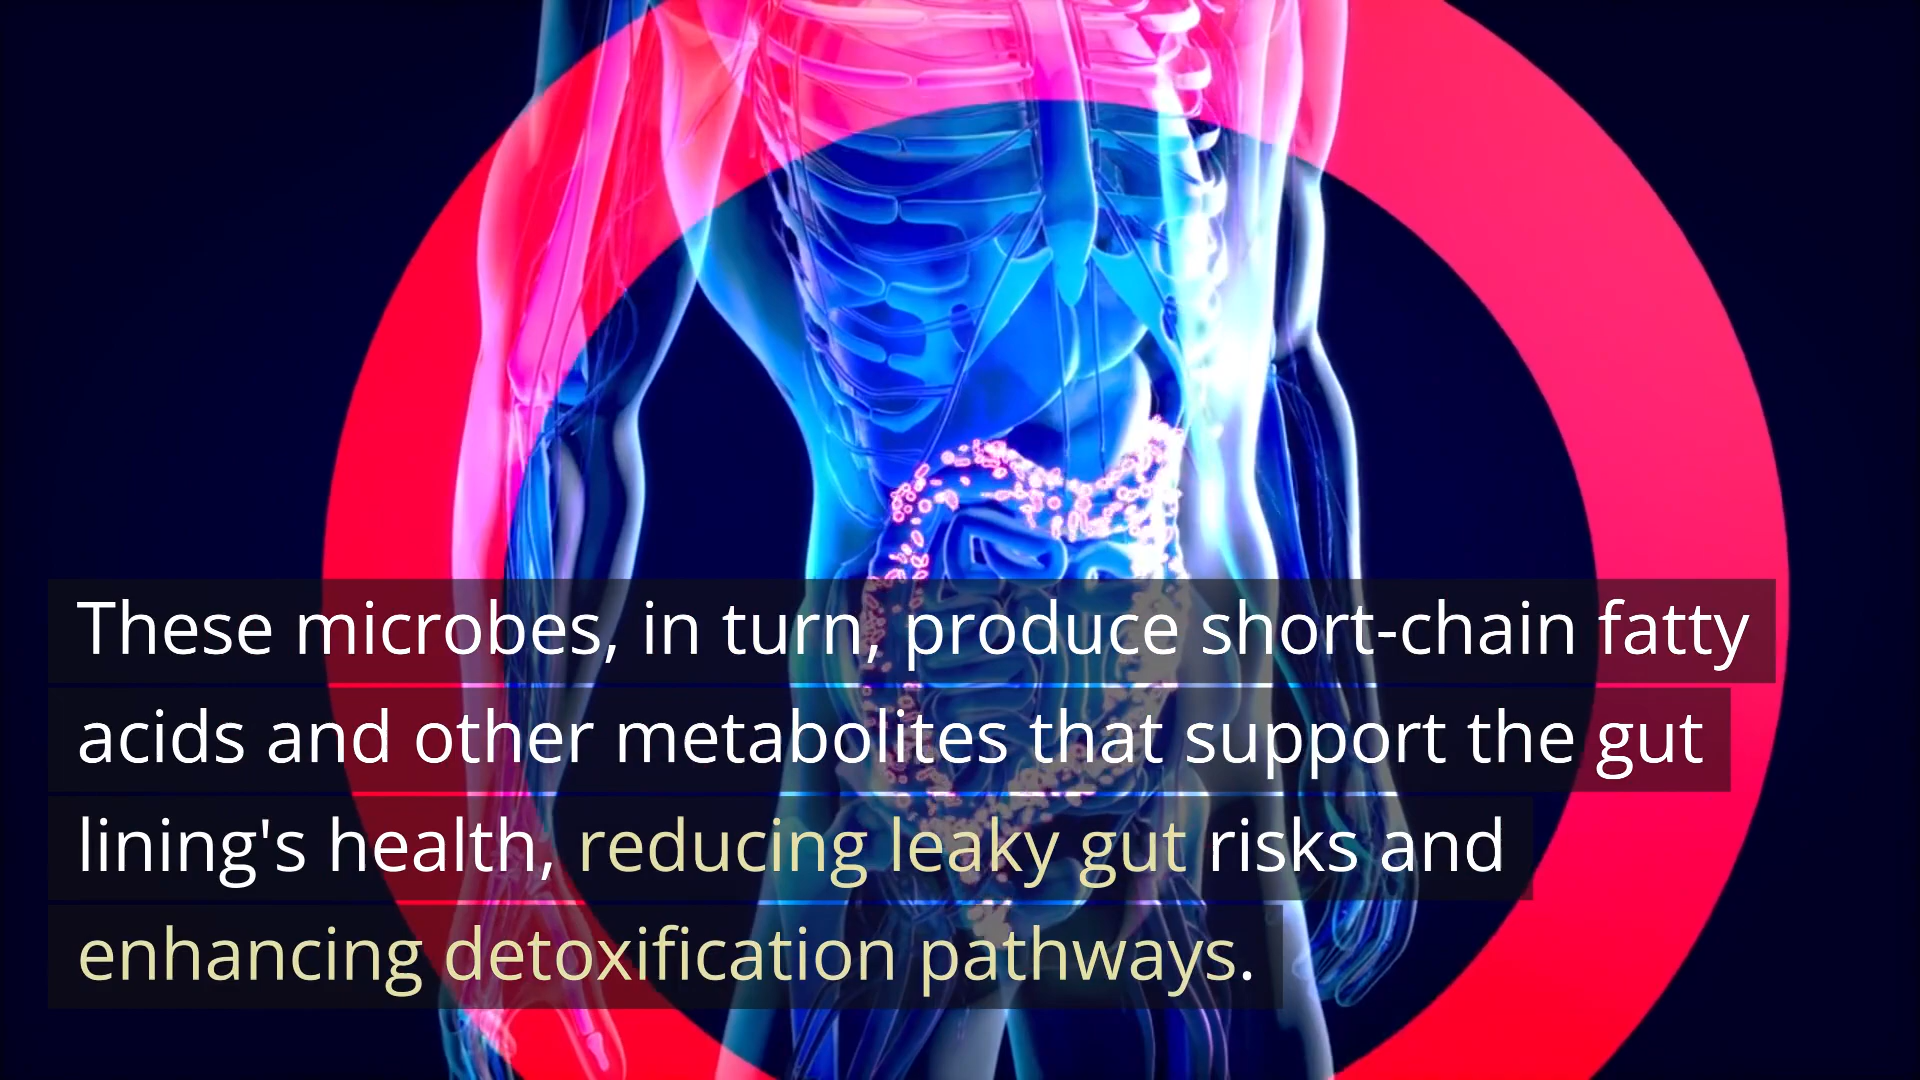 These microbes, in turn, produce short-chain fatty
acids and other metabolites that support the gut
lining's health, reducing leaky gut risks and
enhancing detoxification pathways.